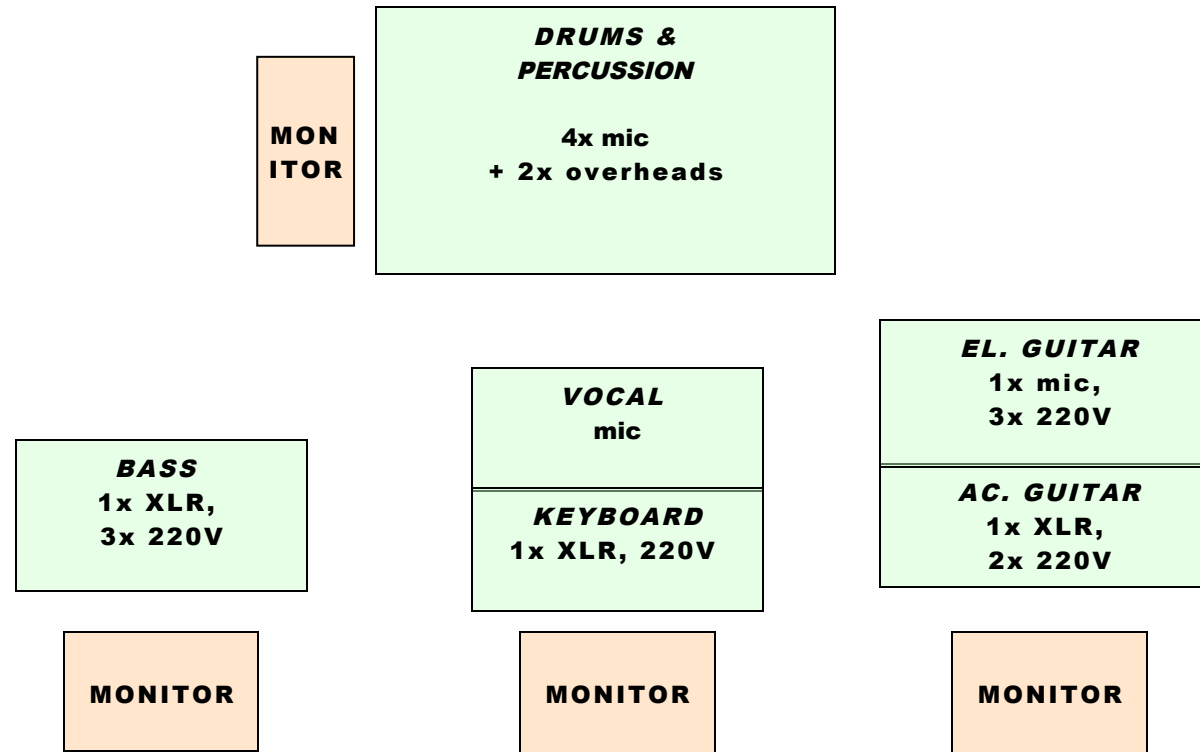 DRUMS &
PERCUSSION
4x mic
+ 2x overheads
MON
ITOR
EL. GUITAR
1x mic,
3x 220V
VOCAL
mic
BASS
1x XLR,
3x 220V
KEYBOARD
1x XLR, 220V
AC. GUITAR
1x XLR,
2x 220V
MONITOR
MONITOR
MONITOR